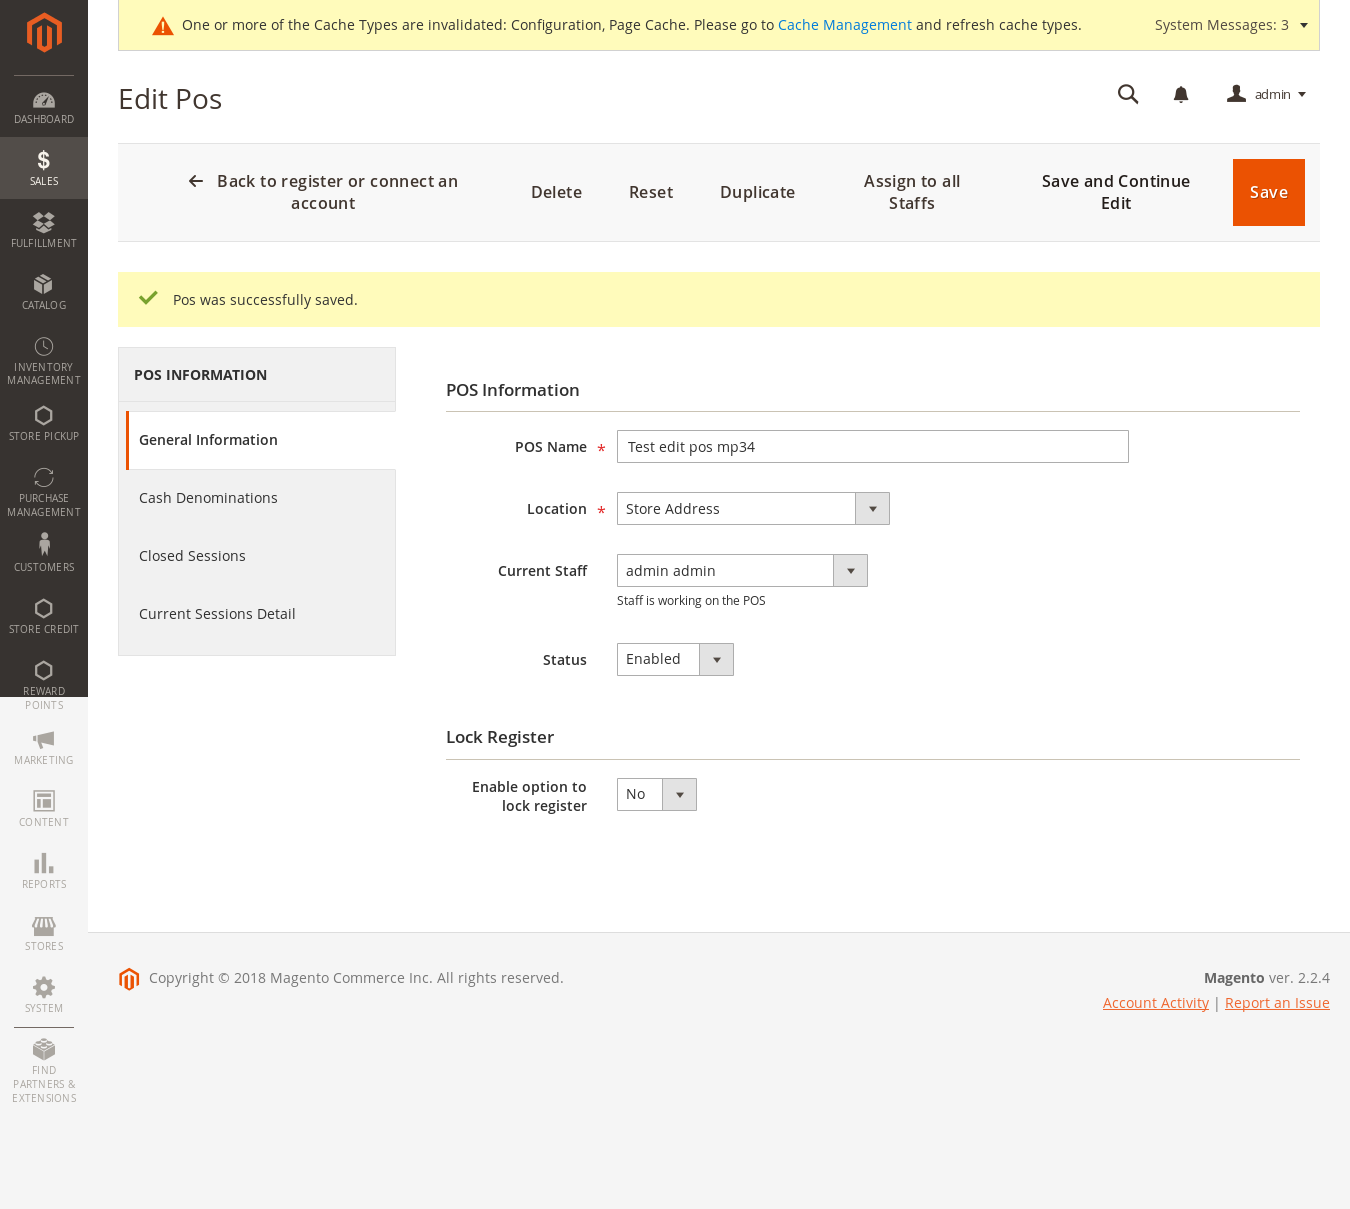 One or more of the Cache Types are invalidated: Configuration, Page Cache. Please go to Cache Management and refresh cache types.
System Messages: 3
Edit Pos
admin
Back to register or connect an
account
Delete
Reset
Duplicate
Assign to all
Staffs
Save and Continue
Edit
Save
Pos was successfully saved.
DASHBOARD
$
SALES
FULFILLMENT
CATALOG
INVENTORY
MANAGEMENT
STORE PICKUP
PURCHASE
MANAGEMENT
CUSTOMERS
STORE CREDIT
REWARD
POINTS
MARKETING
CONTENT
REPORTS
STORES
SYSTEM
FIND
PARTNERS &
EXTENSIONS
POS INFORMATION
General Information
Cash Denominations
Closed Sessions
Current Sessions Detail
POS Information
POS Name * Test edit pos mp34
Location * Store Address
Current Staff admin admin
Staff is working on the POS
Status Enabled
Lock Register
Enable option to
lock register
No
Copyright © 2018 Magento Commerce Inc. All rights reserved.
Magento ver. 2.2.4
Account Activity | Report an Issue